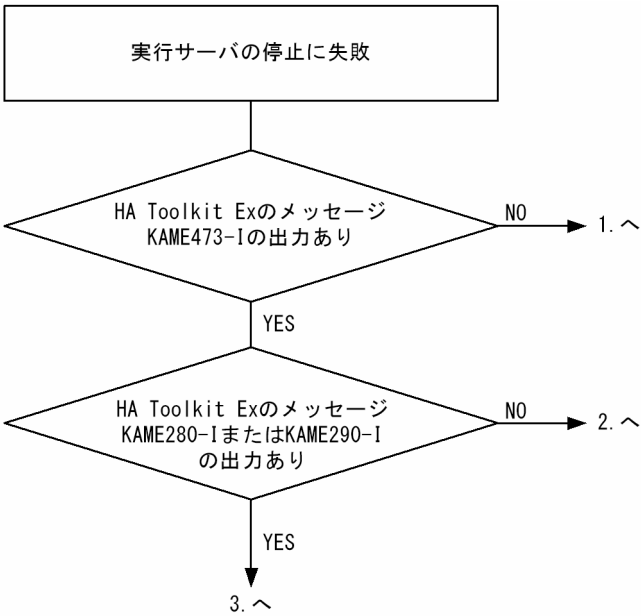 実行サーバの停止に失敗
HA Toolkit Exのメッセージ
KAME473-Iの出力あり
NO
1.へ
YES
HA Toolkit Exのメッセージ
KAME280-IまたはKAME290-I
の出力あり
NO
2.へ
YES
3.へ